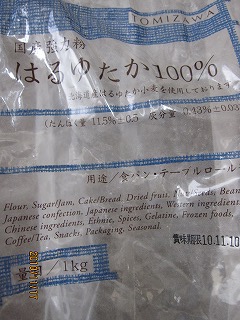 TOMIZAWA
国産強力粉
はるゆたか100%
北海道産はるゆたか小麦を使用しております。
(たんぱく量 11.5%±0.5 灰分量 0.43%±0.03
用途/食パン・テーブルロール
Flour, Sugar/Jam, Cake/Bread, Dried fruit, Nuts/Seeds, Bean
Japanese confection, Japanese ingredients, Western ingredients
Chinese ingredients, Ethnic, Spices, Gelatine, Frozen foods,
Coffee/Tea, Snacks, Packaging, Seasonal.
賞味期限10.11.10
量 /1kg